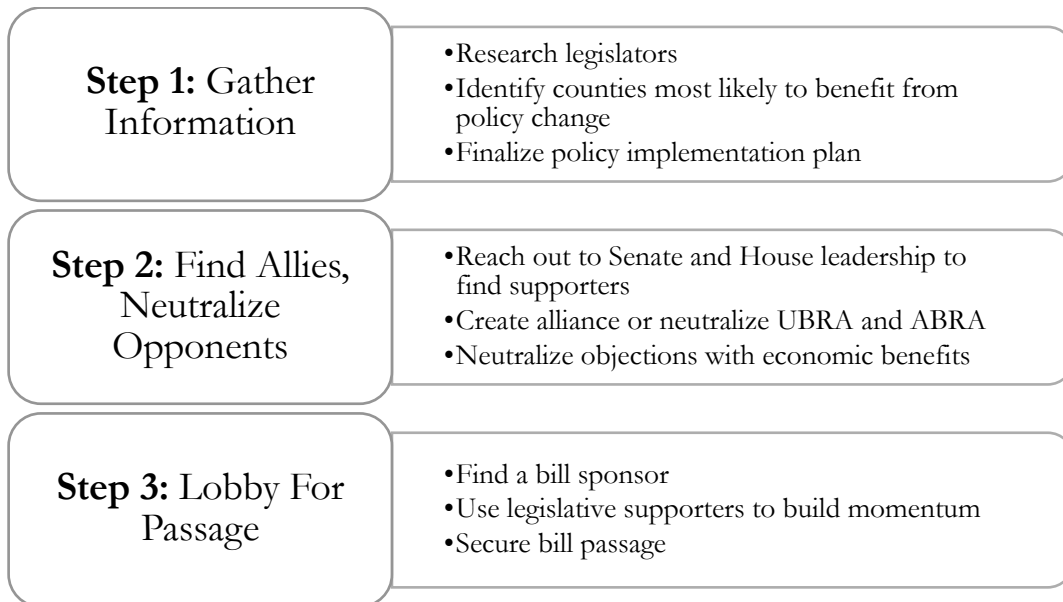 Step 1: Gather
Information
•Research legislators
•Identify counties most likely to benefit from
policy change
•Finalize policy implementation plan
Step 2: Find Allies,
Neutralize
Opponents
•Reach out to Senate and House leadership to
find supporters
•Create alliance or neutralize UBRA and ABRA
•Neutralize objections with economic benefits
Step 3: Lobby For
Passage
•Find a bill sponsor
•Use legislative supporters to build momentum
•Secure bill passage